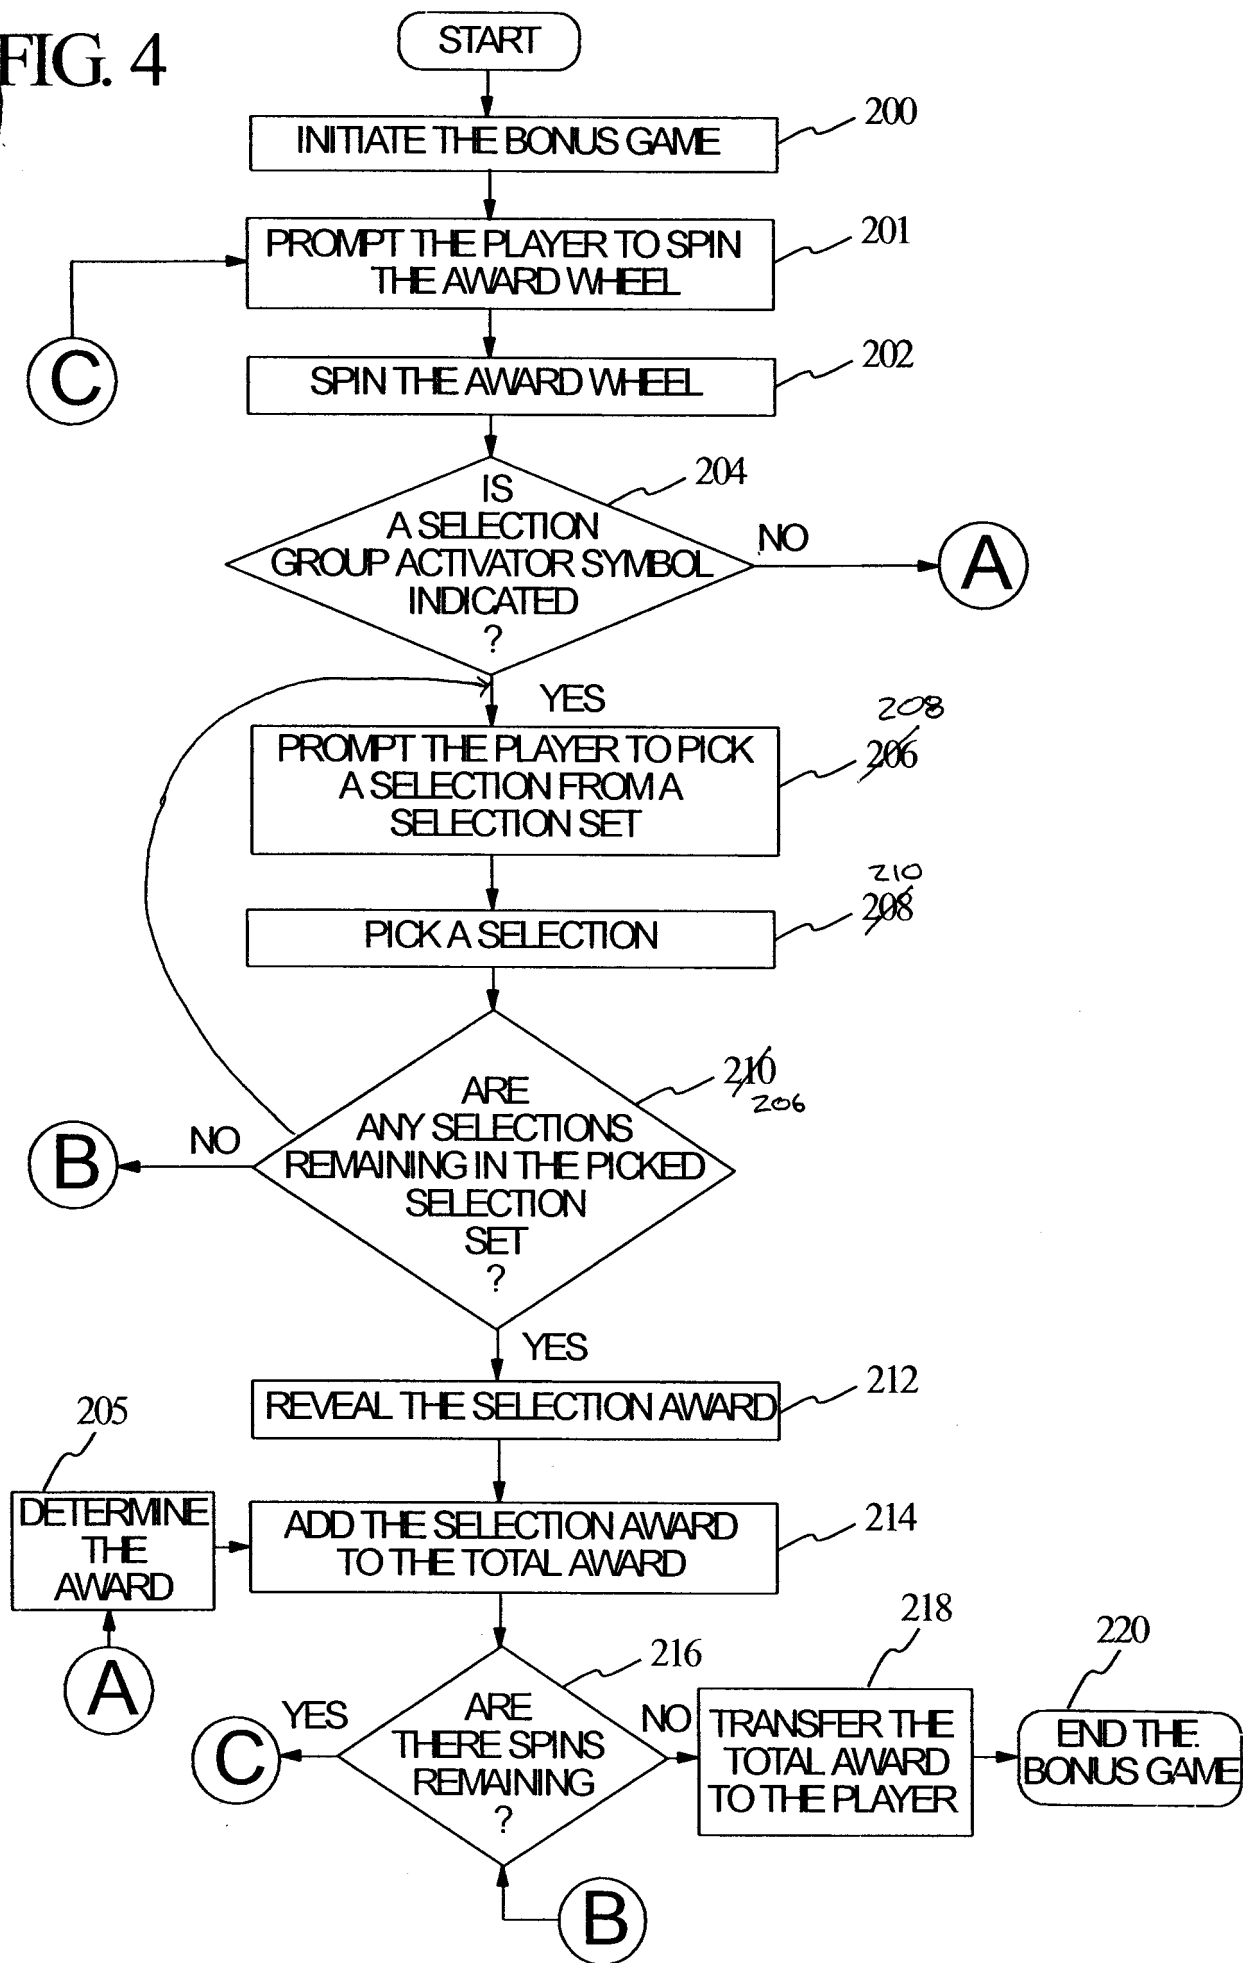 FIG. 4
START
INITIATE THE BONUS GAME
200
PROMPT THE PLAYER TO SPIN
THE AWARD WHEEL
201
C
SPIN THE AWARD WHEEL
202
IS
A SELECTION
GROUP ACTIVATOR SYMBOL
INDICATED
?
204
NO
A
YES
PROMPT THE PLAYER TO PICK
A SELECTION FROM A
SELECTION SET
208
206
PICK A SELECTION
210
208
ARE
ANY SELECTIONS
REMAINING IN THE PICKED
SELECTION
SET
?
210
206
NO
B
YES
REVEAL THE SELECTION AWARD
212
205
DETERMINE
THE
AWARD
ADD THE SELECTION AWARD
TO THE TOTAL AWARD
214
A
ARE
THERE SPINS
REMAINING
?
216
YES
C
NO
218
TRANSFER THE
TOTAL AWARD
TO THE PLAYER
220
END THE.
BONUS GAME
B